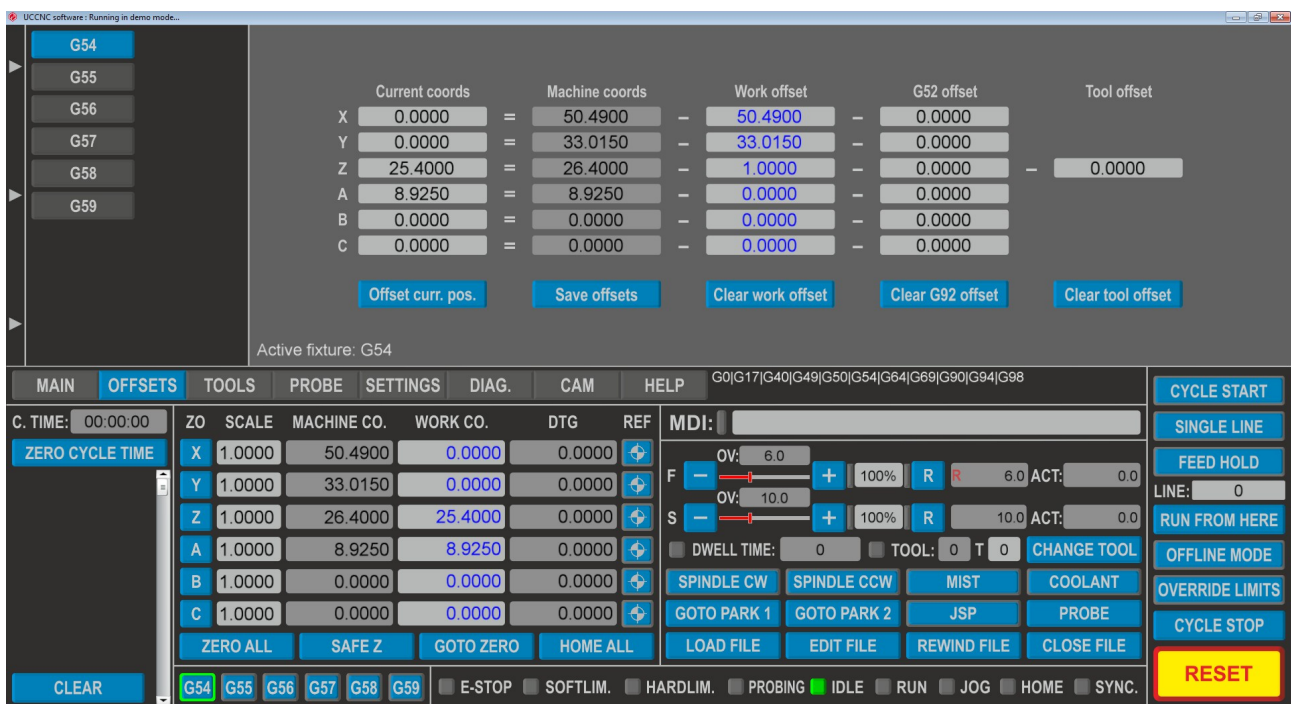 UCCNC software : Running in demo mode...
G54
G55
G56
G57
G58
G59
Current coords Machine coords Work offset G52 offset Tool offset
X 0.0000 = 50.4900 – 50.4900 – 0.0000
Y 0.0000 = 33.0150 – 33.0150 – 0.0000
Z 25.4000 = 26.4000 – 1.0000 – 0.0000 – 0.0000
A 8.9250 = 8.9250 – 0.0000 – 0.0000
B 0.0000 = 0.0000 – 0.0000 – 0.0000
C 0.0000 = 0.0000 – 0.0000 – 0.0000
Offset curr. pos. Save offsets Clear work offset Clear G92 offset Clear tool offset
Active fixture: G54
MAIN OFFSETS TOOLS PROBE SETTINGS DIAG. CAM HELP G0|G17|G40|G49|G50|G54|G64|G69|G90|G94|G98
C. TIME: 00:00:00
ZERO CYCLE TIME
CLEAR
ZO SCALE MACHINE CO. WORK CO. DTG REF
X 1.0000 50.4900 0.0000 0.0000
Y 1.0000 33.0150 0.0000 0.0000
Z 1.0000 26.4000 25.4000 0.0000
A 1.0000 8.9250 8.9250 0.0000
B 1.0000 0.0000 0.0000 0.0000
C 1.0000 0.0000 0.0000 0.0000
ZERO ALL SAFE Z GOTO ZERO HOME ALL
MDI:
OV: 6.0
F − + 100% R R 6.0 ACT: 0.0
OV: 10.0
S − + 100% R 10.0 ACT: 0.0
DWELL TIME: 0 TOOL: 0 T 0 CHANGE TOOL
SPINDLE CW SPINDLE CCW MIST COOLANT
GOTO PARK 1 GOTO PARK 2 JSP PROBE
LOAD FILE EDIT FILE REWIND FILE CLOSE FILE
G54 G55 G56 G57 G58 G59 E-STOP SOFTLIM. HARDLIM. PROBING IDLE RUN JOG HOME SYNC.
CYCLE START
SINGLE LINE
FEED HOLD
LINE: 0
RUN FROM HERE
OFFLINE MODE
OVERRIDE LIMITS
CYCLE STOP
RESET